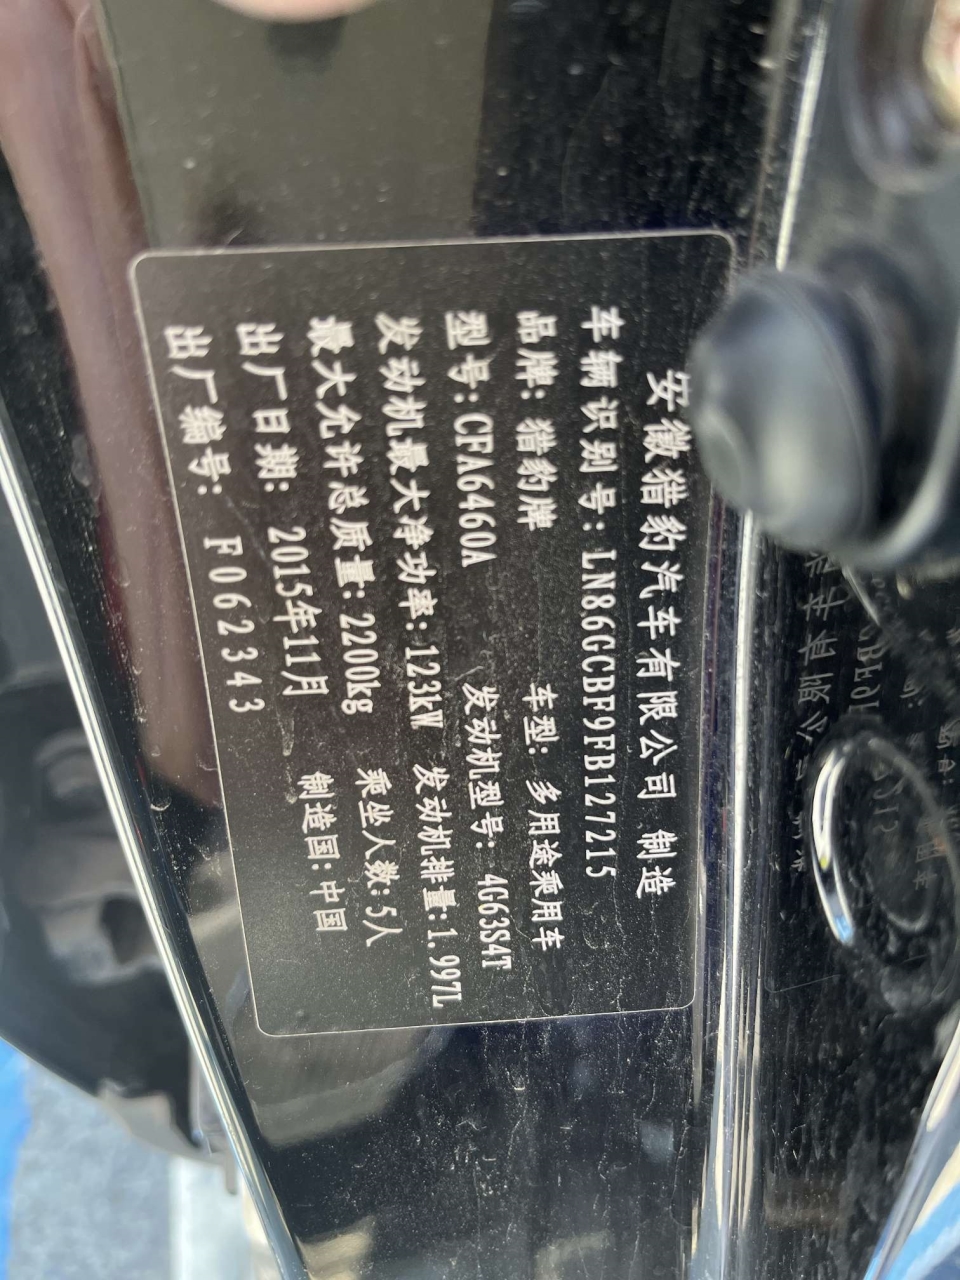 安徽猎豹汽车有限公司 制造
车辆识别号:LN86GCBF9FB127215
品牌: 猎豹牌 车型: 多用途乘用车
型号:CFA6460A 发动机型号: 4G63S4T
发动机最大净功率:123kW 发动机排量:1.997L
最大允许总质量:2200kg 乘坐人数:5人
出厂日期: 2015年11月 制造国:中国
出厂编号: F062343